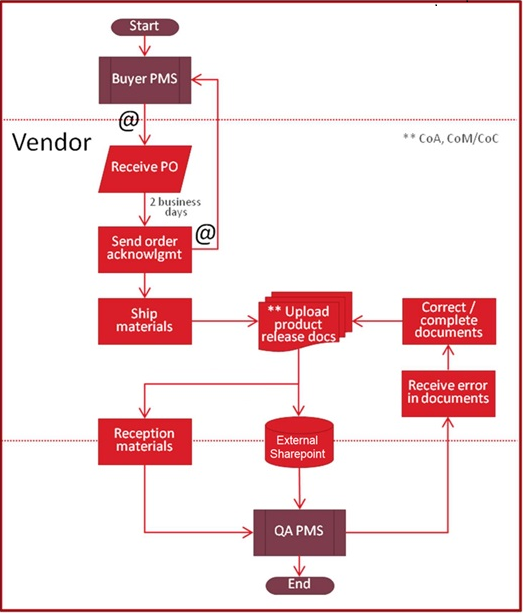 Start
Buyer PMS
@
Vendor
** CoA, CoM/CoC
Receive PO
2 business
days
@
Send order
acknowlgmt
Ship
materials
** Upload
product
release docs
Correct /
complete
documents
Receive error
in documents
Reception
materials
External
Sharepoint
QA PMS
End